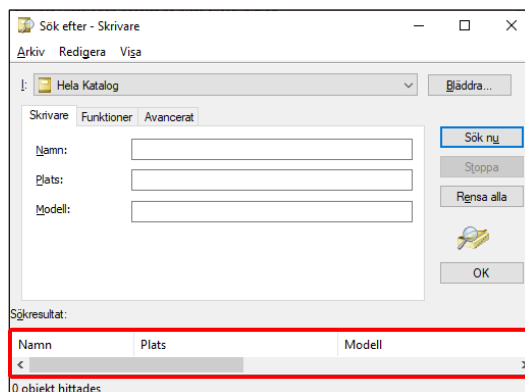 Sök efter - Skrivare
Arkiv Redigera Visa
I: Hela Katalog Bläddra...
Skrivare Funktioner Avancerat
Sök nu
Namn:
Stoppa
Plats:
Rensa alla
Modell:
OK
Sökresultat:
Namn Plats Modell
0 objekt hittades